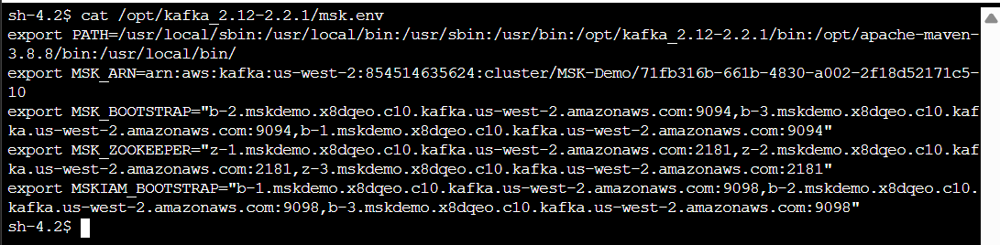 sh-4.2$ cat /opt/kafka_2.12-2.2.1/msk.env
export PATH=/usr/local/sbin:/usr/local/bin:/usr/sbin:/usr/bin:/opt/kafka_2.12-2.2.1/bin:/opt/apache-maven-
3.8.8/bin:/usr/local/bin/
export MSK_ARN=arn:aws:kafka:us-west-2:854514635624:cluster/MSK-Demo/71fb316b-661b-4830-a002-2f18d52171c5-
10
export MSK_BOOTSTRAP="b-2.mskdemo.x8dqeo.c10.kafka.us-west-2.amazonaws.com:9094,b-3.mskdemo.x8dqeo.c10.kaf
ka.us-west-2.amazonaws.com:9094,b-1.mskdemo.x8dqeo.c10.kafka.us-west-2.amazonaws.com:9094"
export MSK_ZOOKEEPER="z-1.mskdemo.x8dqeo.c10.kafka.us-west-2.amazonaws.com:2181,z-2.mskdemo.x8dqeo.c10.kaf
ka.us-west-2.amazonaws.com:2181,z-3.mskdemo.x8dqeo.c10.kafka.us-west-2.amazonaws.com:2181"
export MSKIAM_BOOTSTRAP="b-1.mskdemo.x8dqeo.c10.kafka.us-west-2.amazonaws.com:9098,b-2.mskdemo.x8dqeo.c10.
kafka.us-west-2.amazonaws.com:9098,b-3.mskdemo.x8dqeo.c10.kafka.us-west-2.amazonaws.com:9098"
sh-4.2$